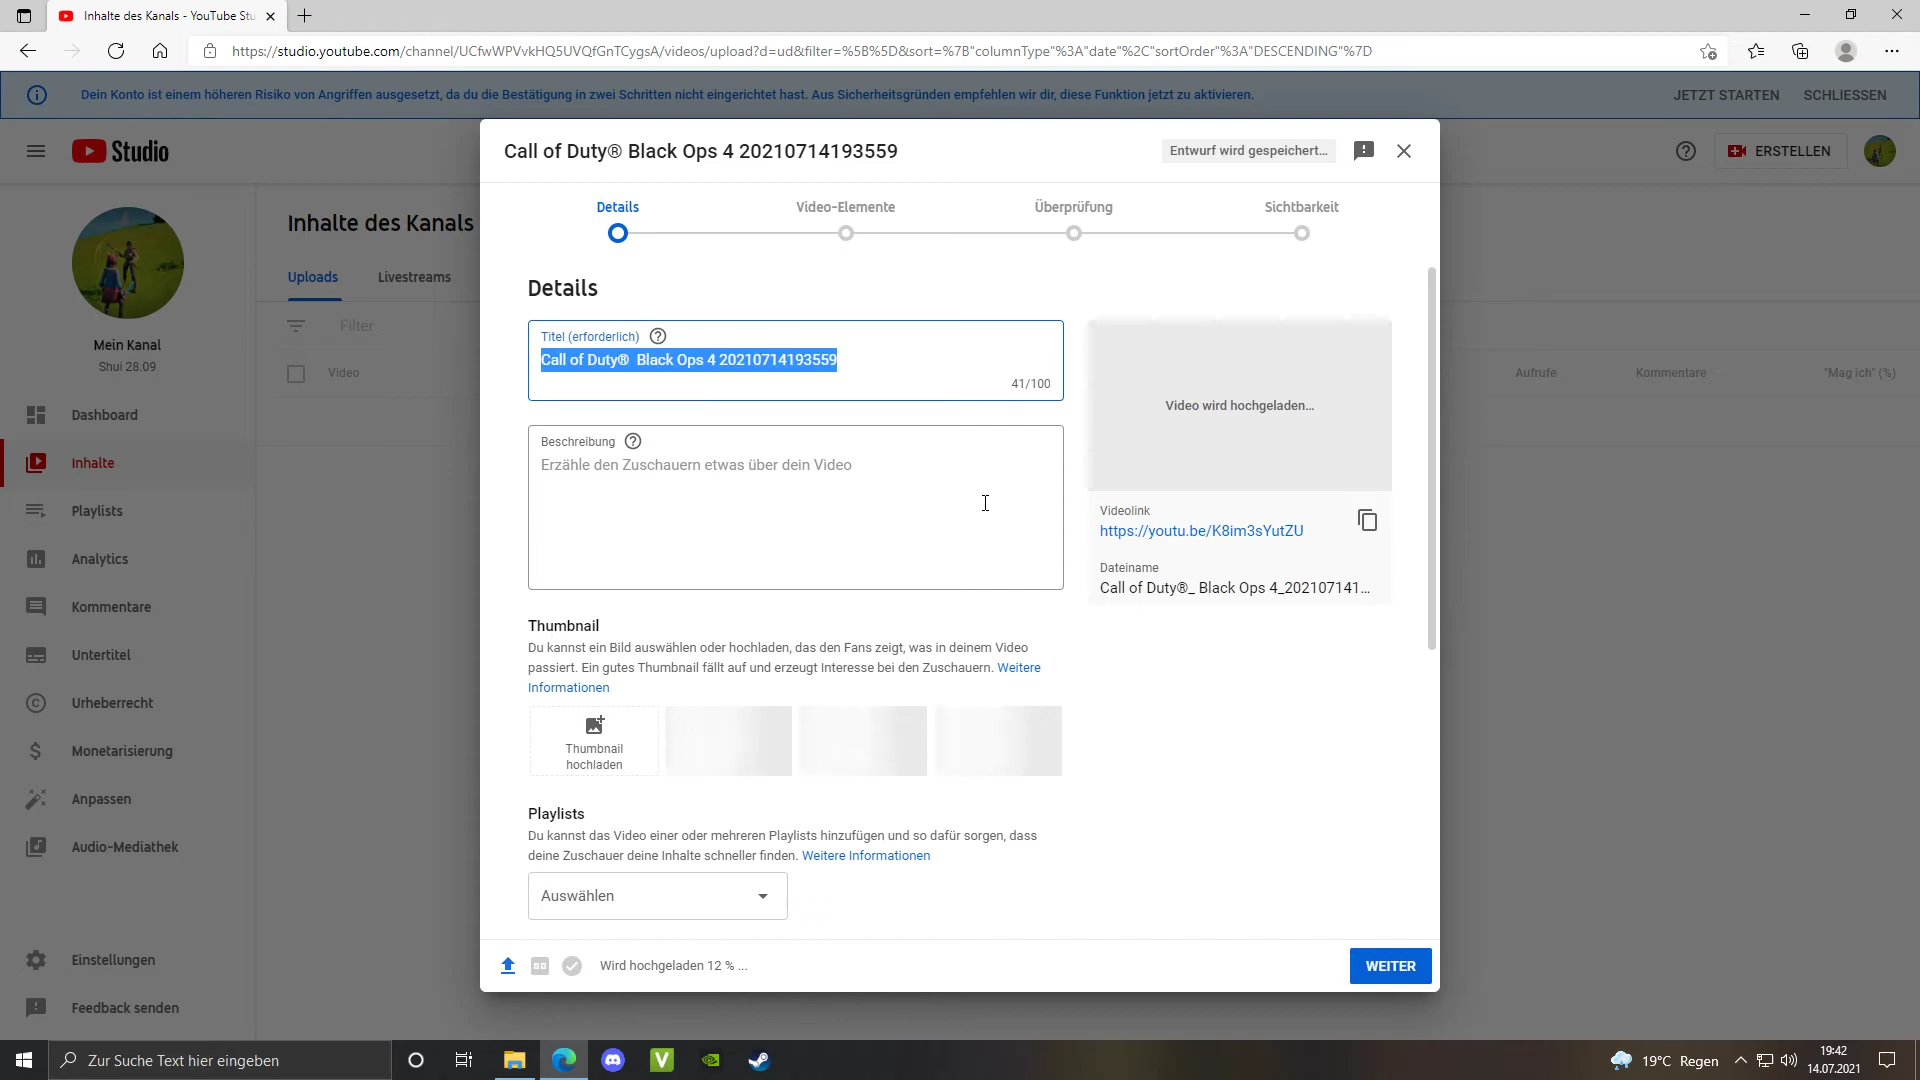 Inhalte des Kanals - YouTube Stu
https://studio.youtube.com/channel/UCfwWPVvkHQ5UVQfGnTCygsA/videos/upload?d=ud&filter=%5B%5D&sort=%7B"columnType"%3A"date"%2C"sortOrder"%3A"DESCENDING"%7D
Dein Konto ist einem höheren Risiko von Angriffen ausgesetzt, da du die Bestätigung in zwei Schritten nicht eingerichtet hast. Aus Sicherheitsgründen empfehlen wir dir, diese Funktion jetzt zu aktivieren.
JETZT STARTEN
SCHLIESSEN
Studio
ERSTELLEN
Mein Kanal
Shui 28.09
Dashboard
Inhalte
Playlists
Analytics
Kommentare
Untertitel
Urheberrecht
Monetarisierung
Anpassen
Audio-Mediathek
Einstellungen
Feedback senden
Inhalte des Kanals
Uploads
Livestreams
Filter
Video
Aufrufe
Kommentare
"Mag ich" (%)
Call of Duty® Black Ops 4 20210714193559
Entwurf wird gespeichert...
Details
Video-Elemente
Überprüfung
Sichtbarkeit
Details
Titel (erforderlich)
Call of Duty® Black Ops 4 20210714193559
41/100
Beschreibung
Erzähle den Zuschauern etwas über dein Video
Video wird hochgeladen...
Videolink
https://youtu.be/K8im3sYutZU
Dateiname
Call of Duty®_ Black Ops 4_202107141...
Thumbnail
Du kannst ein Bild auswählen oder hochladen, das den Fans zeigt, was in deinem Video
passiert. Ein gutes Thumbnail fällt auf und erzeugt Interesse bei den Zuschauern. Weitere
Informationen
Thumbnail
hochladen
Playlists
Du kannst das Video einer oder mehreren Playlists hinzufügen und so dafür sorgen, dass
deine Zuschauer deine Inhalte schneller finden. Weitere Informationen
Auswählen
Wird hochgeladen 12 % ...
WEITER
Zur Suche Text hier eingeben
19°C Regen
19:42
14.07.2021